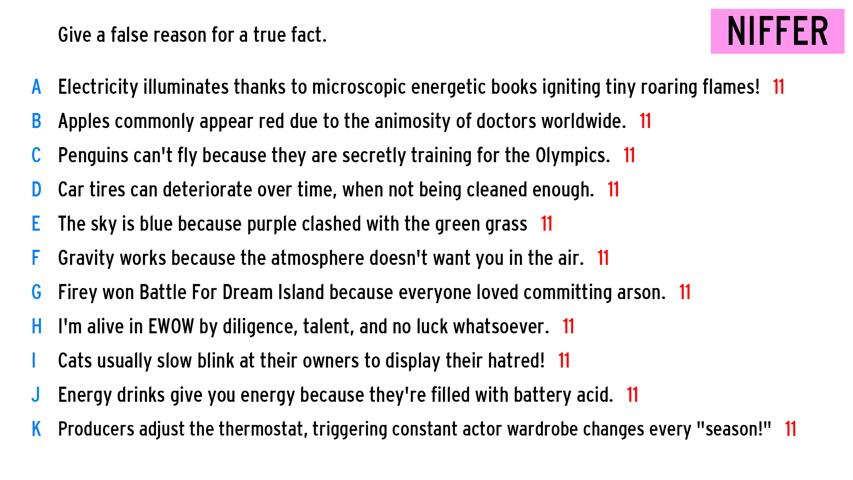 Give a false reason for a true fact.
NIFFER
A Electricity illuminates thanks to microscopic energetic books igniting tiny roaring flames! 11
B Apples commonly appear red due to the animosity of doctors worldwide. 11
C Penguins can't fly because they are secretly training for the Olympics. 11
D Car tires can deteriorate over time, when not being cleaned enough. 11
E The sky is blue because purple clashed with the green grass 11
F Gravity works because the atmosphere doesn't want you in the air. 11
G Firey won Battle For Dream Island because everyone loved committing arson. 11
H I'm alive in EWOW by diligence, talent, and no luck whatsoever. 11
I Cats usually slow blink at their owners to display their hatred! 11
J Energy drinks give you energy because they're filled with battery acid. 11
K Producers adjust the thermostat, triggering constant actor wardrobe changes every "season!" 11